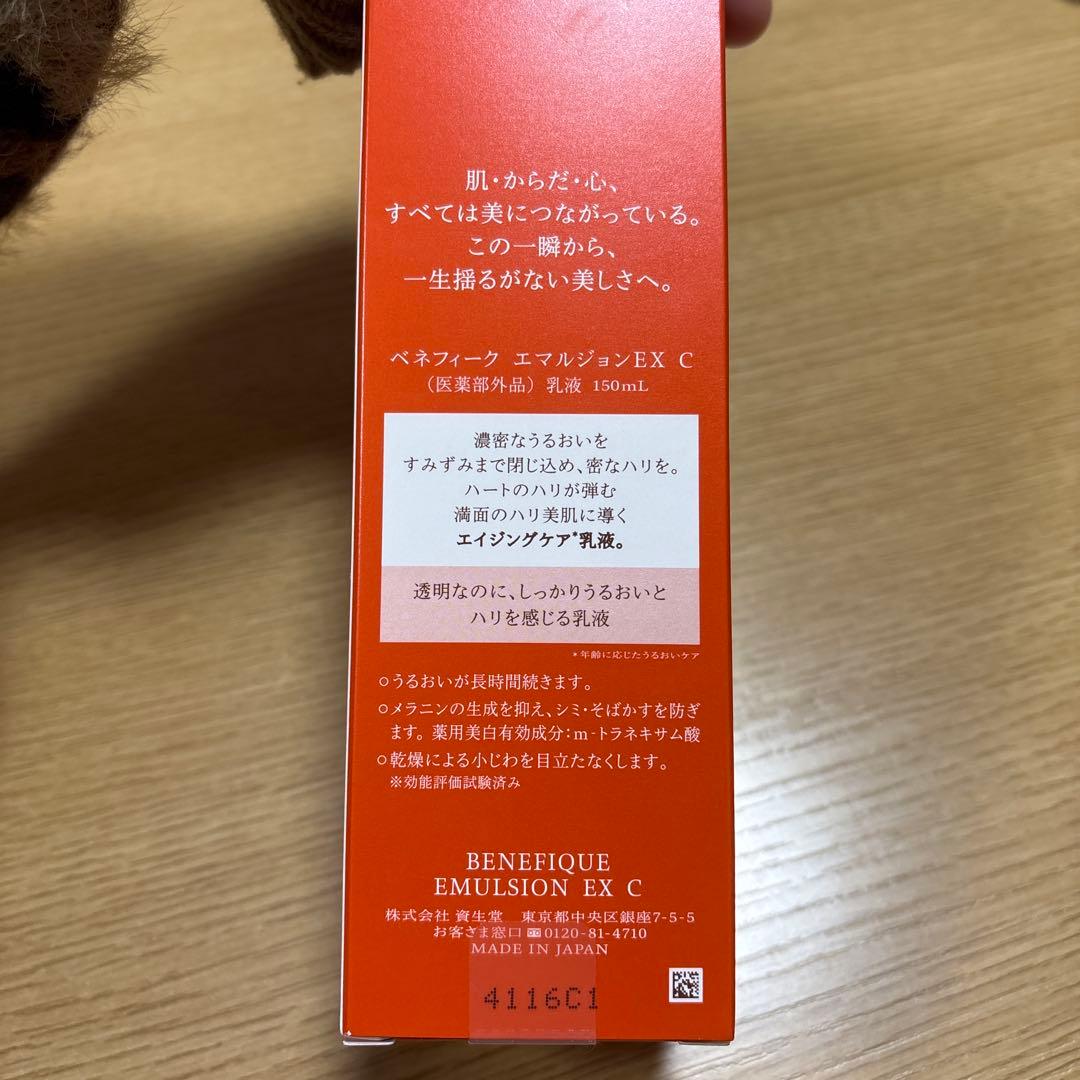 肌・からだ・心、
すべては美につながっている。
この一瞬から、
一生揺るがない美しさへ。
ベネフィーク エマルジョンEX C
（医薬部外品） 乳液 150mL
濃密なうるおいを
すみずみまで閉じ込め、密なハリを。
ハートのハリが弾む
満面のハリ美肌に導く
エイジングケア*乳液。
透明なのに、しっかりうるおいと
ハリを感じる乳液
*年齢に応じたうるおいケア
○うるおいが長時間続きます。
○メラニンの生成を抑え、シミ・そばかすを防ぎ
ます。薬用美白有効成分：m-トラネキサム酸
○乾燥による小じわを目立たなくします。
※効能評価試験済み
BENEFIQUE
EMULSION EX C
株式会社 資生堂 東京都中央区銀座7-5-5
お客さま窓口 0120-81-4710
MADE IN JAPAN
4116C1